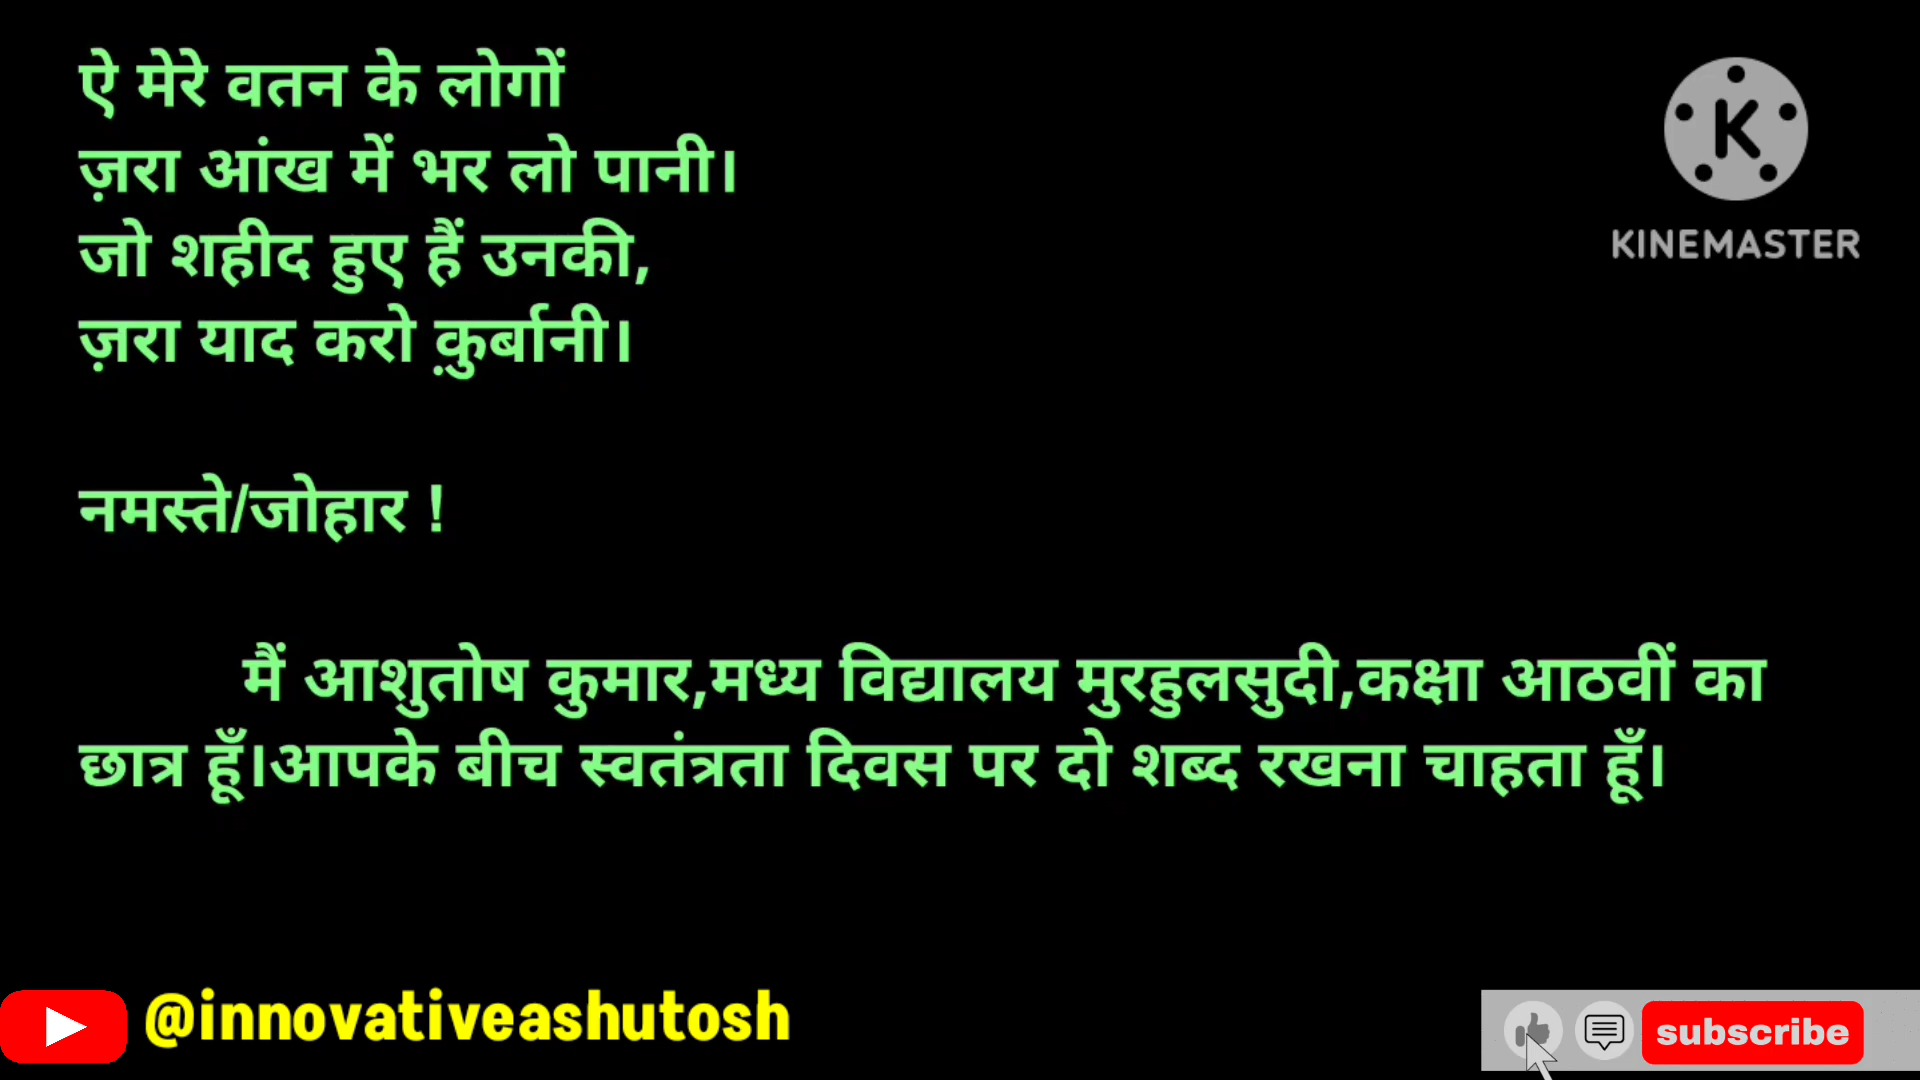 ऐ मेरे वतन के लोगों
ज़रा आंख में भर लो पानी।
जो शहीद हुए हैं उनकी,
ज़रा याद करो क़ुर्बानी।
नमस्ते/जोहार !
मैं आशुतोष कुमार,मध्य विद्यालय मुरहुलसुदी,कक्षा आठवीं का
छात्र हूँ।आपके बीच स्वतंत्रता दिवस पर दो शब्द रखना चाहता हूँ।
K
KINEMASTER
@innovativeashutosh
subscribe